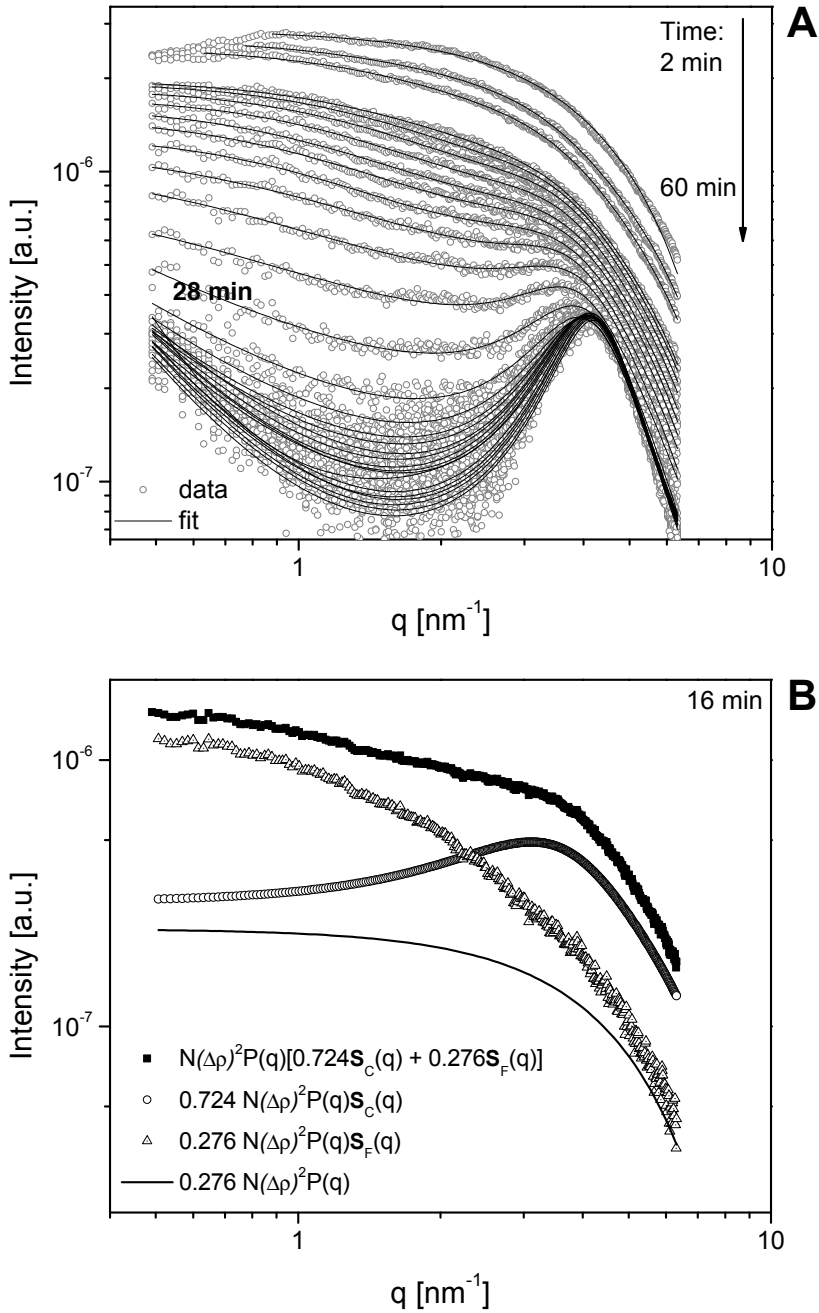 A
Time:
2 min
60 min
10⁻⁶
28 min
10⁻⁷
data
fit
1
10
Intensity [a.u.]
q [nm⁻¹]
B
16 min
10⁻⁶
10⁻⁷
N(Δρ)²P(q)[0.724S_C(q) + 0.276S_F(q)]
0.724 N(Δρ)²P(q)S_C(q)
0.276 N(Δρ)²P(q)S_F(q)
0.276 N(Δρ)²P(q)
1
10
Intensity [a.u.]
q [nm⁻¹]